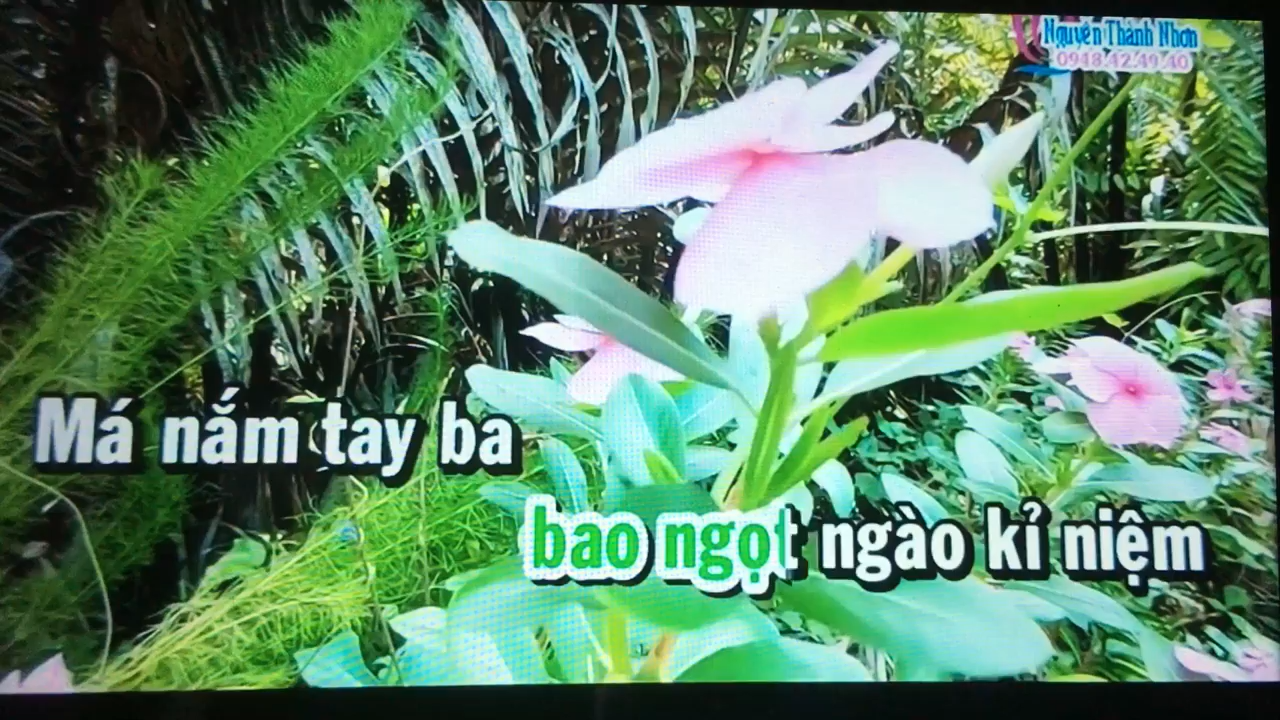 Nguyễn Thành Nhơn
0948.42.49.40
Má nắm tay ba
bao ngọt ngào kỉ niệm